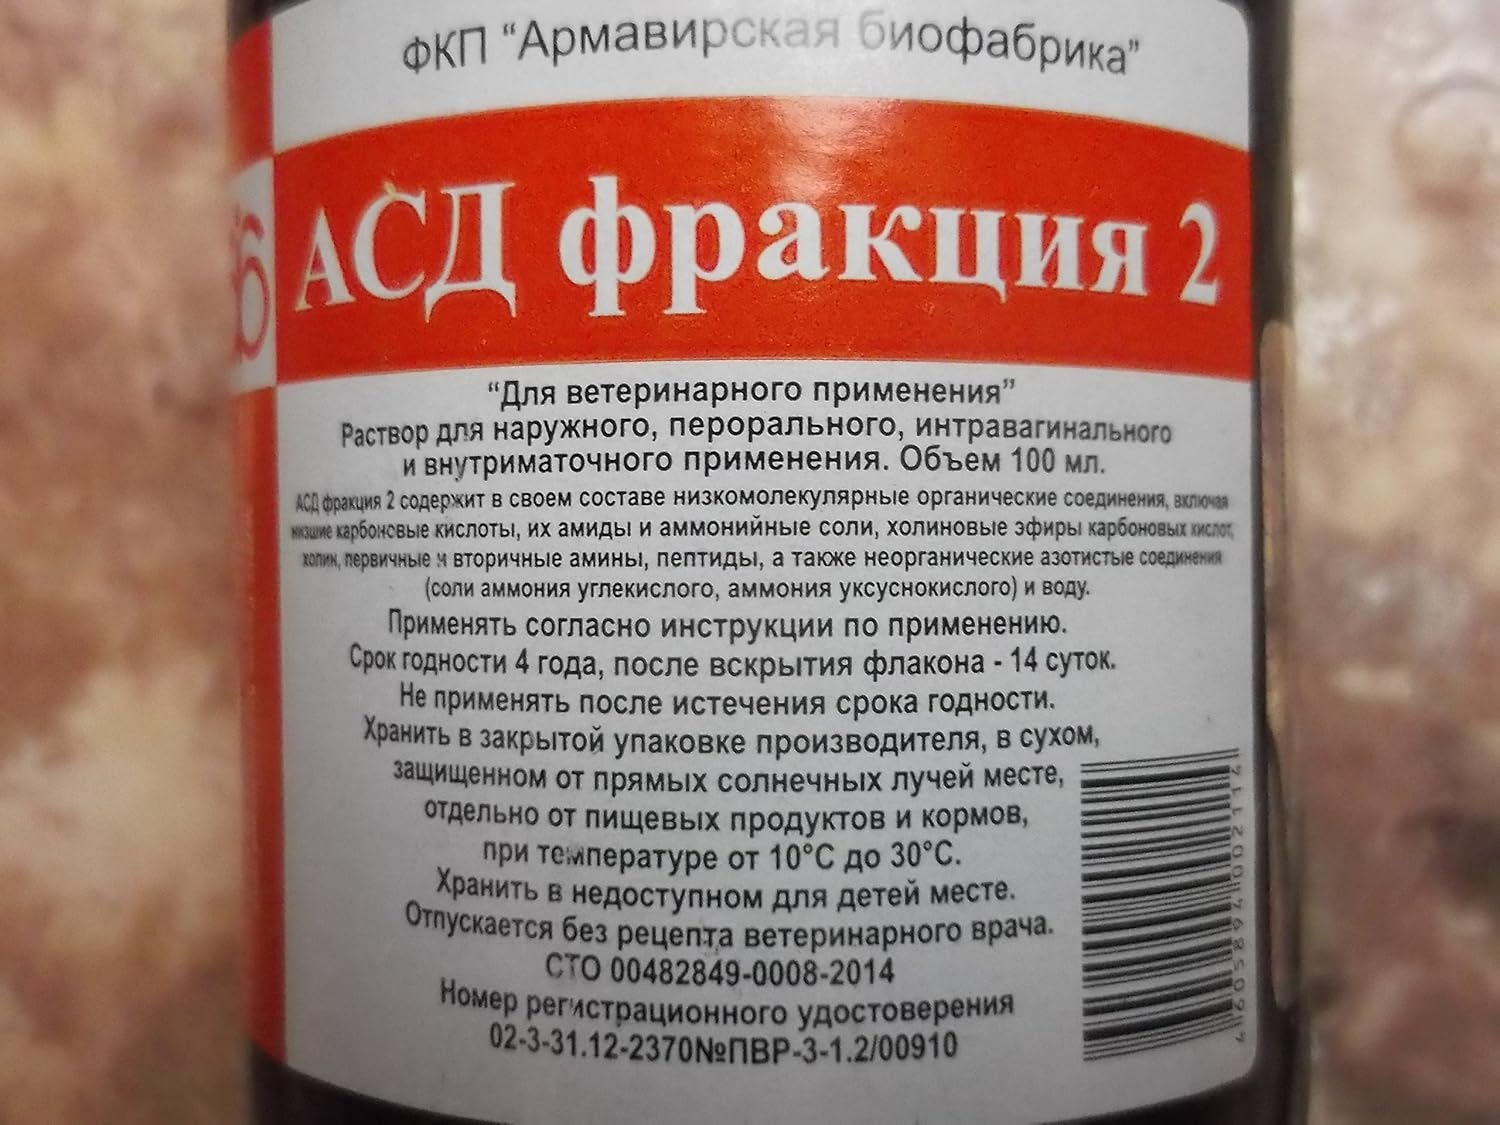 ФКП “Армавирская биофабрика”
АСД фракция 2
“Для ветеринарного применения”
Раствор для наружного, перорального, интравагинального
и внутриматочного применения. Объем 100 мл.
АСД фракция 2 содержит в своем составе низкомолекулярные органические соединения, включая
низшие карбоновые кислоты, их амиды и аммонийные соли, холиновые эфиры карбоновых кислот,
холин, первичные и вторичные амины, пептиды, а также неорганические азотистые соединения
(соли аммония углекислого, аммония уксуснокислого) и воду.
Применять согласно инструкции по применению.
Срок годности 4 года, после вскрытия флакона - 14 суток.
Не применять после истечения срока годности.
Хранить в закрытой упаковке производителя, в сухом,
защищенном от прямых солнечных лучей месте,
отдельно от пищевых продуктов и кормов,
при температуре от 10°С до 30°С.
Хранить в недоступном для детей месте.
Отпускается без рецепта ветеринарного врача.
СТО 00482849-0008-2014
Номер регистрационного удостоверения
02-3-31.12-2370№ПВР-3-1.2/00910
4 605894 002114